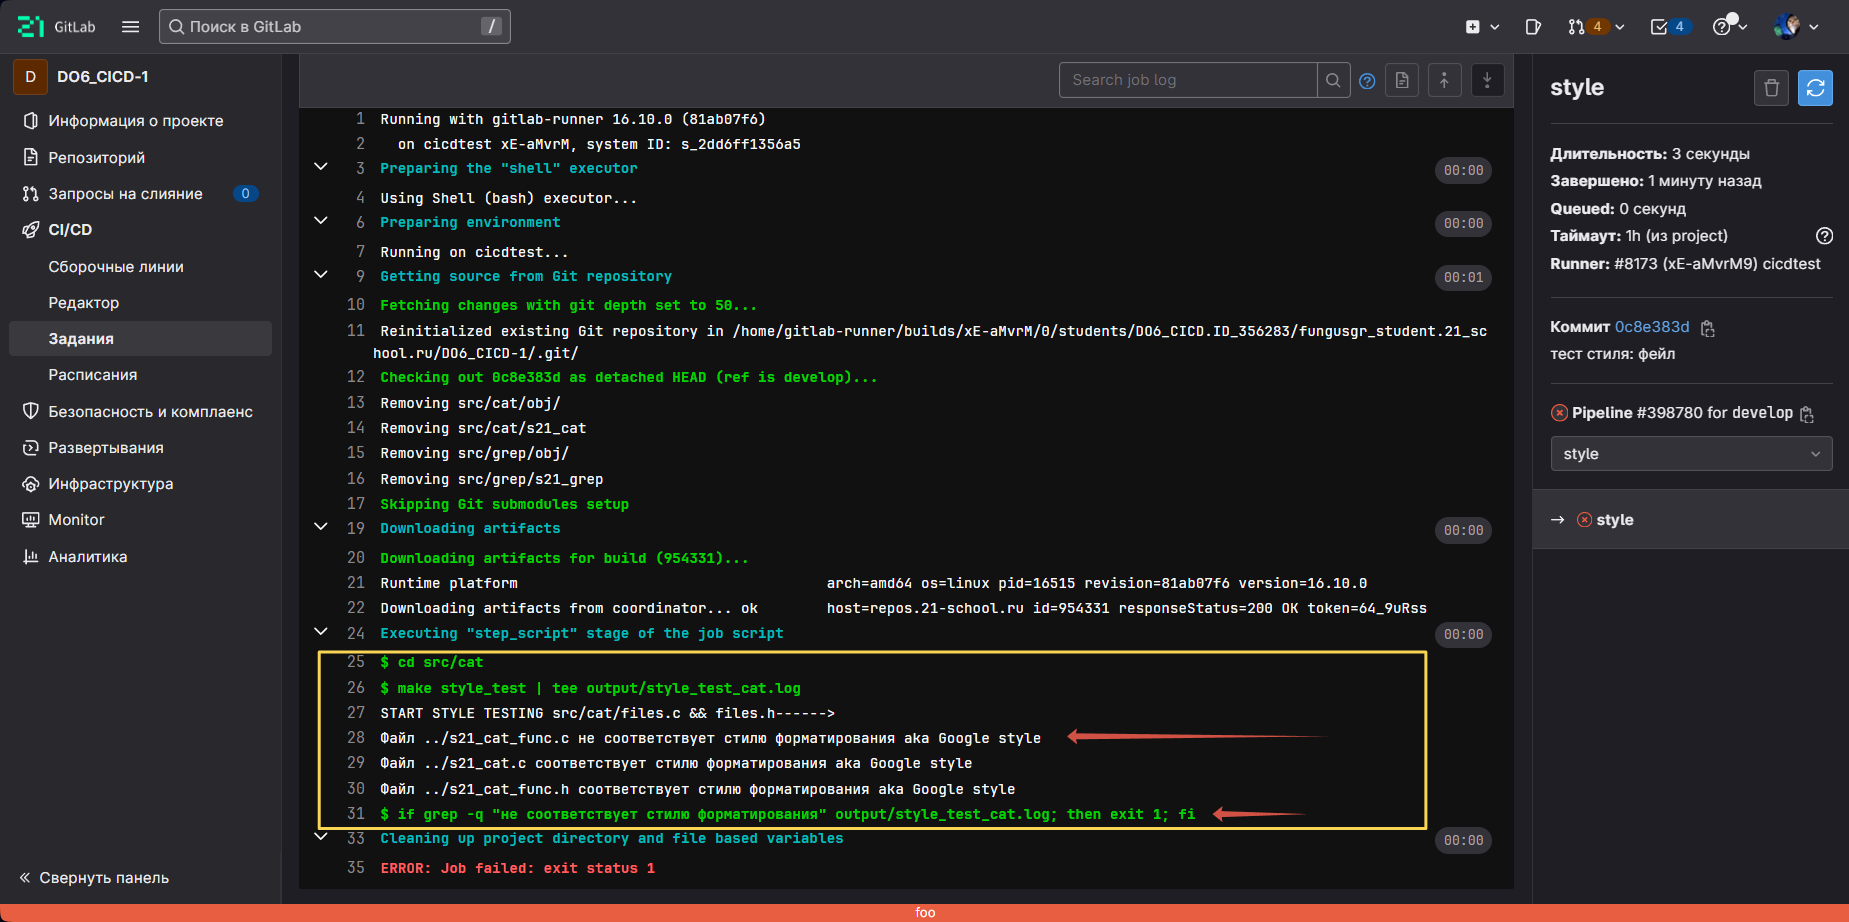 GitLab
Поиск в GitLab
/
4
4
D
DO6_CICD-1
Информация о проекте
Репозиторий
Запросы на слияние
0
CI/CD
Сборочные линии
Редактор
Задания
Расписания
Безопасность и комплаенс
Развертывания
Инфраструктура
Monitor
Аналитика
Свернуть панель
Search job log
1 Running with gitlab-runner 16.10.0 (81ab07f6)
2 on cicdtest xE-aMvrM, system ID: s_2dd6ff1356a5
3 Preparing the "shell" executor 00:00
4 Using Shell (bash) executor...
6 Preparing environment 00:00
7 Running on cicdtest...
9 Getting source from Git repository 00:01
10 Fetching changes with git depth set to 50...
11 Reinitialized existing Git repository in /home/gitlab-runner/builds/xE-aMvrM/0/students/DO6_CICD.ID_356283/fungusgr_student.21_sc
hool.ru/DO6_CICD-1/.git/
12 Checking out 0c8e383d as detached HEAD (ref is develop)...
13 Removing src/cat/obj/
14 Removing src/cat/s21_cat
15 Removing src/grep/obj/
16 Removing src/grep/s21_grep
17 Skipping Git submodules setup
19 Downloading artifacts 00:00
20 Downloading artifacts for build (954331)...
21 Runtime platform arch=amd64 os=linux pid=16515 revision=81ab07f6 version=16.10.0
22 Downloading artifacts from coordinator... ok host=repos.21-school.ru id=954331 responseStatus=200 OK token=64_9uRss
24 Executing "step_script" stage of the job script 00:00
25 $ cd src/cat
26 $ make style_test | tee output/style_test_cat.log
27 START STYLE TESTING src/cat/files.c && files.h------>
28 Файл ../s21_cat_func.c не соответствует стилю форматирования aka Google style
29 Файл ../s21_cat.c соответствует стилю форматирования aka Google style
30 Файл ../s21_cat_func.h соответствует стилю форматирования aka Google style
31 $ if grep -q "не соответствует стилю форматирования" output/style_test_cat.log; then exit 1; fi
33 Cleaning up project directory and file based variables 00:00
35 ERROR: Job failed: exit status 1
style
Длительность: 3 секунды
Завершено: 1 минуту назад
Queued: 0 секунд
Таймаут: 1h (из project)
Runner: #8173 (xE-aMvrM9) cicdtest
Коммит 0c8e383d
тест стиля: фейл
Pipeline #398780 for develop
style
style
foo